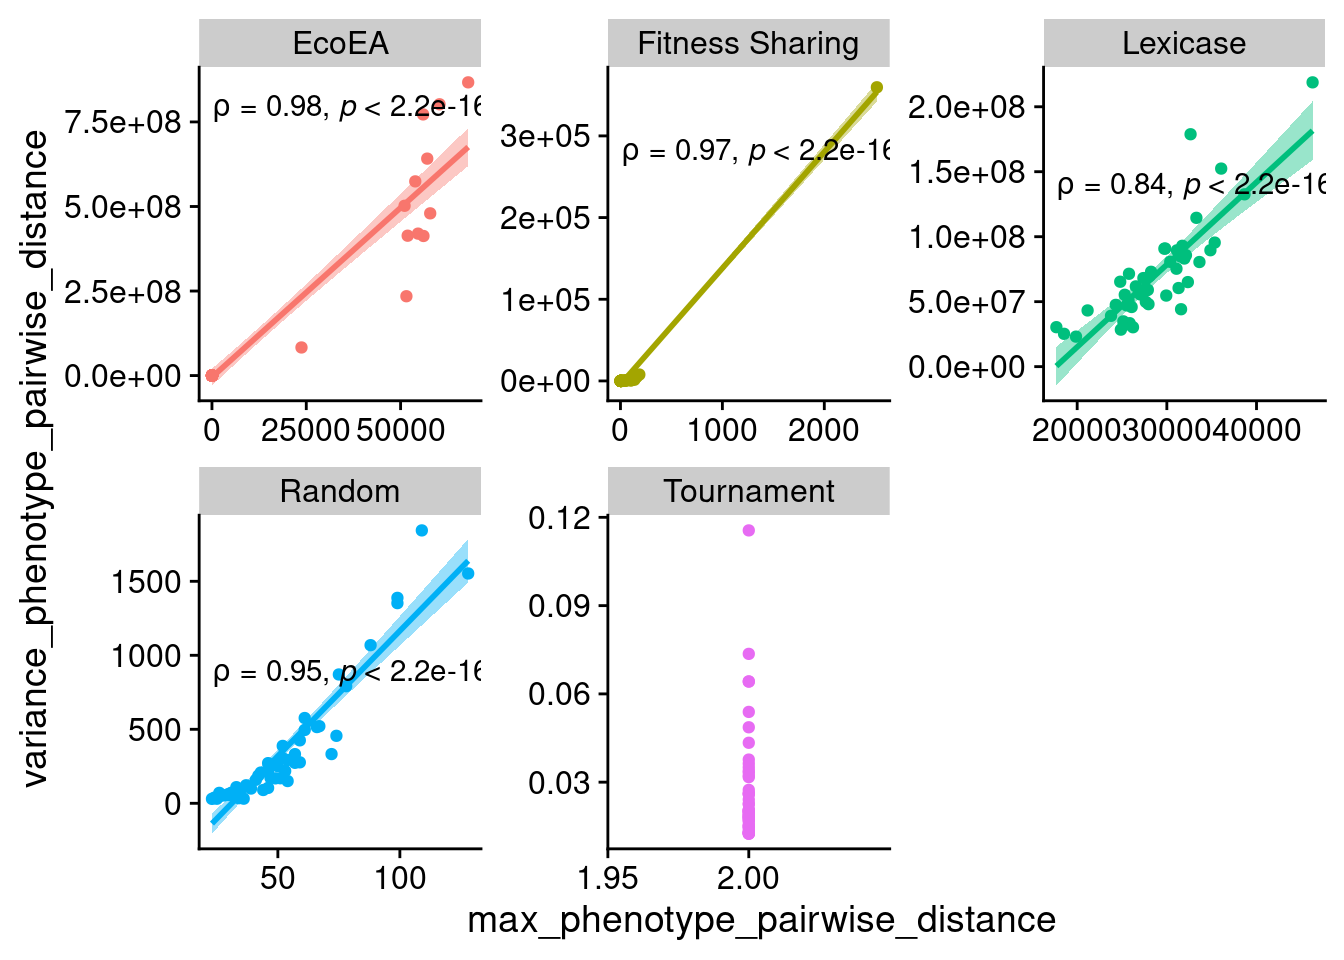 EcoEA
Fitness Sharing
Lexicase
variance_phenotype_pairwise_distance
7.5e+08
5.0e+08
2.5e+08
0.0e+00
ρ = 0.98, p < 2.2e-16
0 25000 50000
3e+05
2e+05
1e+05
0e+00
ρ = 0.97, p < 2.2e-16
0 1000 2000
2.0e+08
1.5e+08
1.0e+08
5.0e+07
0.0e+00
ρ = 0.84, p < 2.2e-16
20000 30000 40000
Random
Tournament
1500
1000
500
0
ρ = 0.95, p < 2.2e-16
50 100
0.12
0.09
0.06
0.03
1.95 2.00
max_phenotype_pairwise_distance